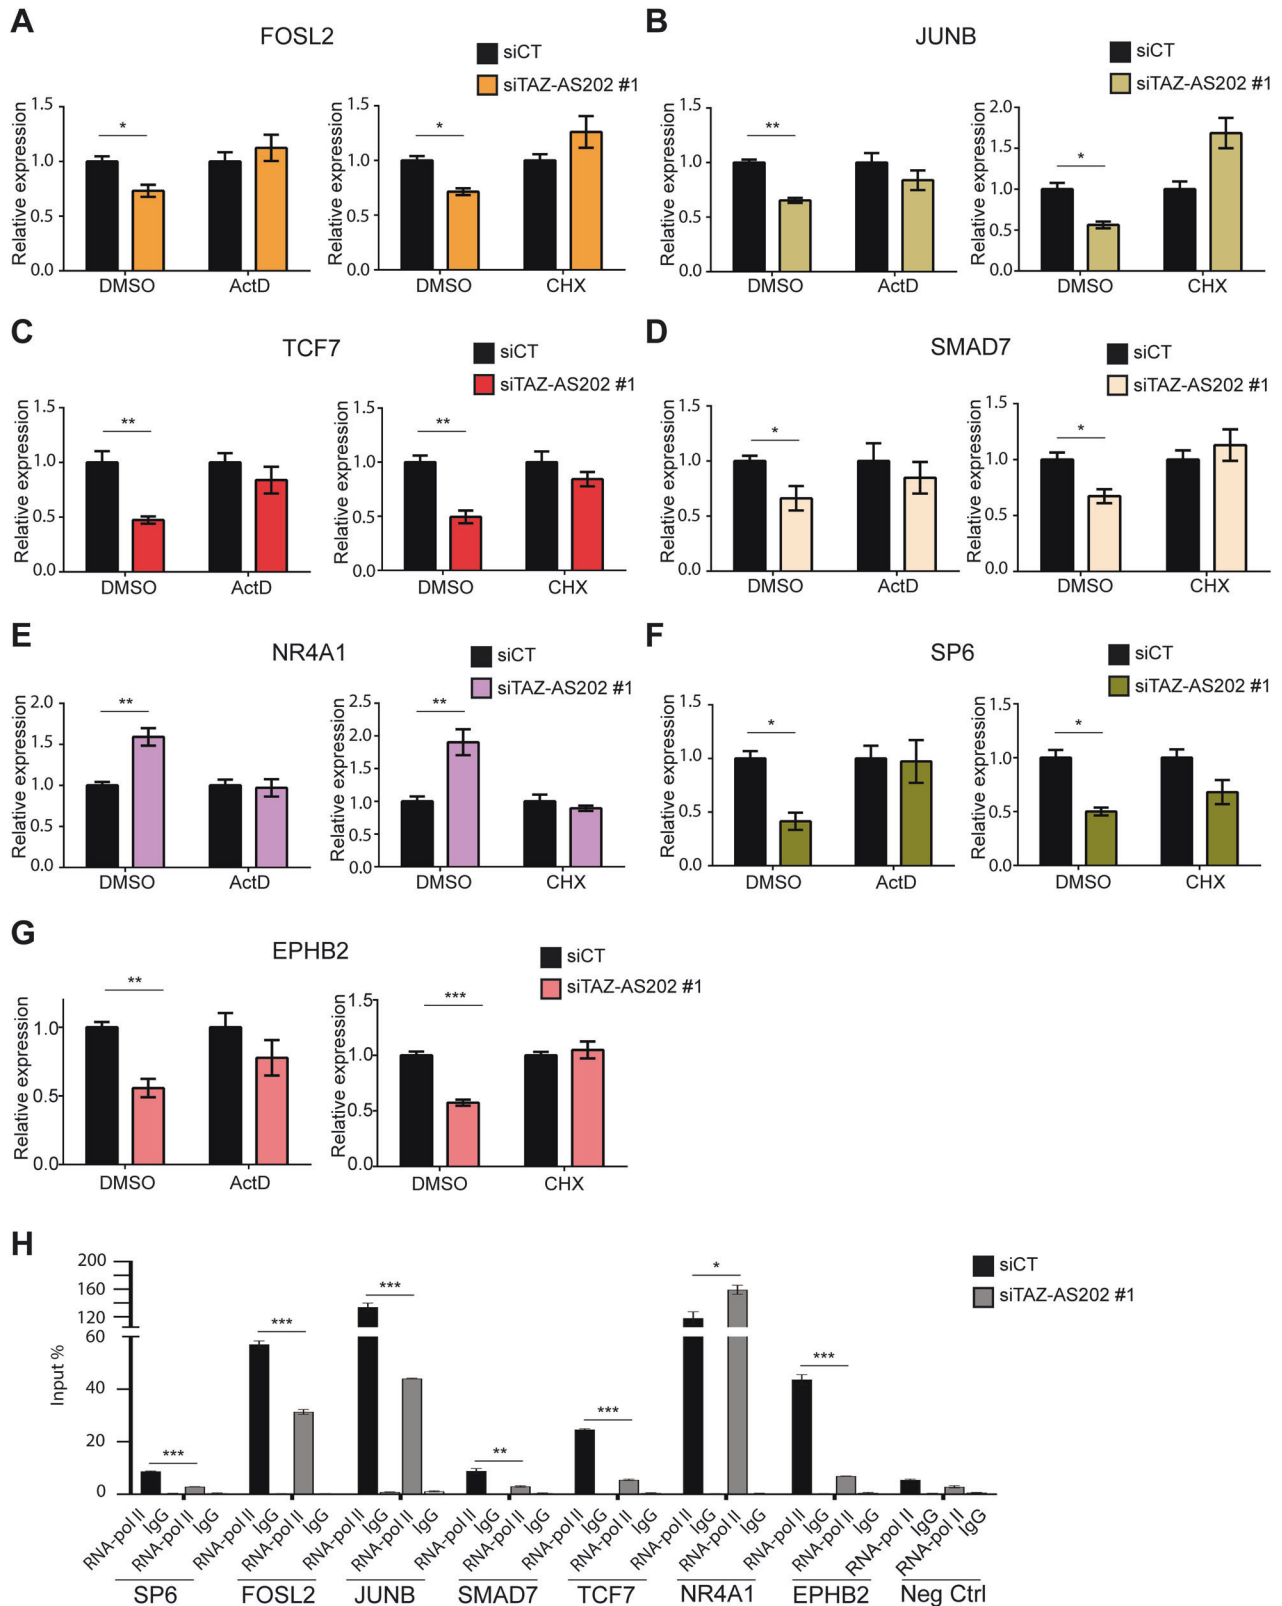 A
FOSL2
siCT
siTAZ-AS202 #1
Relative expression
1.5
1.0
0.5
0.0
*
DMSO
ActD
Relative expression
1.5
1.0
0.5
0.0
*
DMSO
CHX
B
JUNB
siCT
siTAZ-AS202 #1
Relative expression
1.5
1.0
0.5
0.0
**
DMSO
ActD
Relative expression
2.0
1.5
1.0
0.5
0.0
*
DMSO
CHX
C
TCF7
siCT
siTAZ-AS202 #1
Relative expression
1.5
1.0
0.5
0.0
**
DMSO
ActD
Relative expression
1.5
1.0
0.5
0.0
**
DMSO
CHX
D
SMAD7
siCT
siTAZ-AS202 #1
Relative expression
1.5
1.0
0.5
0.0
*
DMSO
ActD
Relative expression
1.5
1.0
0.5
0.0
*
DMSO
CHX
E
NR4A1
siCT
siTAZ-AS202 #1
Relative expression
2.0
1.5
1.0
0.5
0.0
**
DMSO
ActD
Relative expression
2.5
2.0
1.5
1.0
0.5
0.0
**
DMSO
CHX
F
SP6
siCT
siTAZ-AS202 #1
Relative expression
1.5
1.0
0.5
0.0
*
DMSO
ActD
Relative expression
1.5
1.0
0.5
0.0
*
DMSO
CHX
G
EPHB2
siCT
siTAZ-AS202 #1
Relative expression
1.0
0.5
0.0
**
DMSO
ActD
Relative expression
1.5
1.0
0.5
0.0
***
DMSO
CHX
H
siCT
siTAZ-AS202 #1
Input %
200
160
120
60
40
20
0
***
***
***
**
***
*
***
RNA-pol II
IgG
RNA-pol II
IgG
RNA-pol II
IgG
RNA-pol II
IgG
RNA-pol II
IgG
RNA-pol II
IgG
RNA-pol II
IgG
RNA-pol II
IgG
RNA-pol II
IgG
RNA-pol II
IgG
RNA-pol II
IgG
RNA-pol II
IgG
RNA-pol II
IgG
RNA-pol II
IgG
RNA-pol II
IgG
RNA-pol II
IgG
SP6
FOSL2
JUNB
SMAD7
TCF7
NR4A1
EPHB2
Neg Ctrl